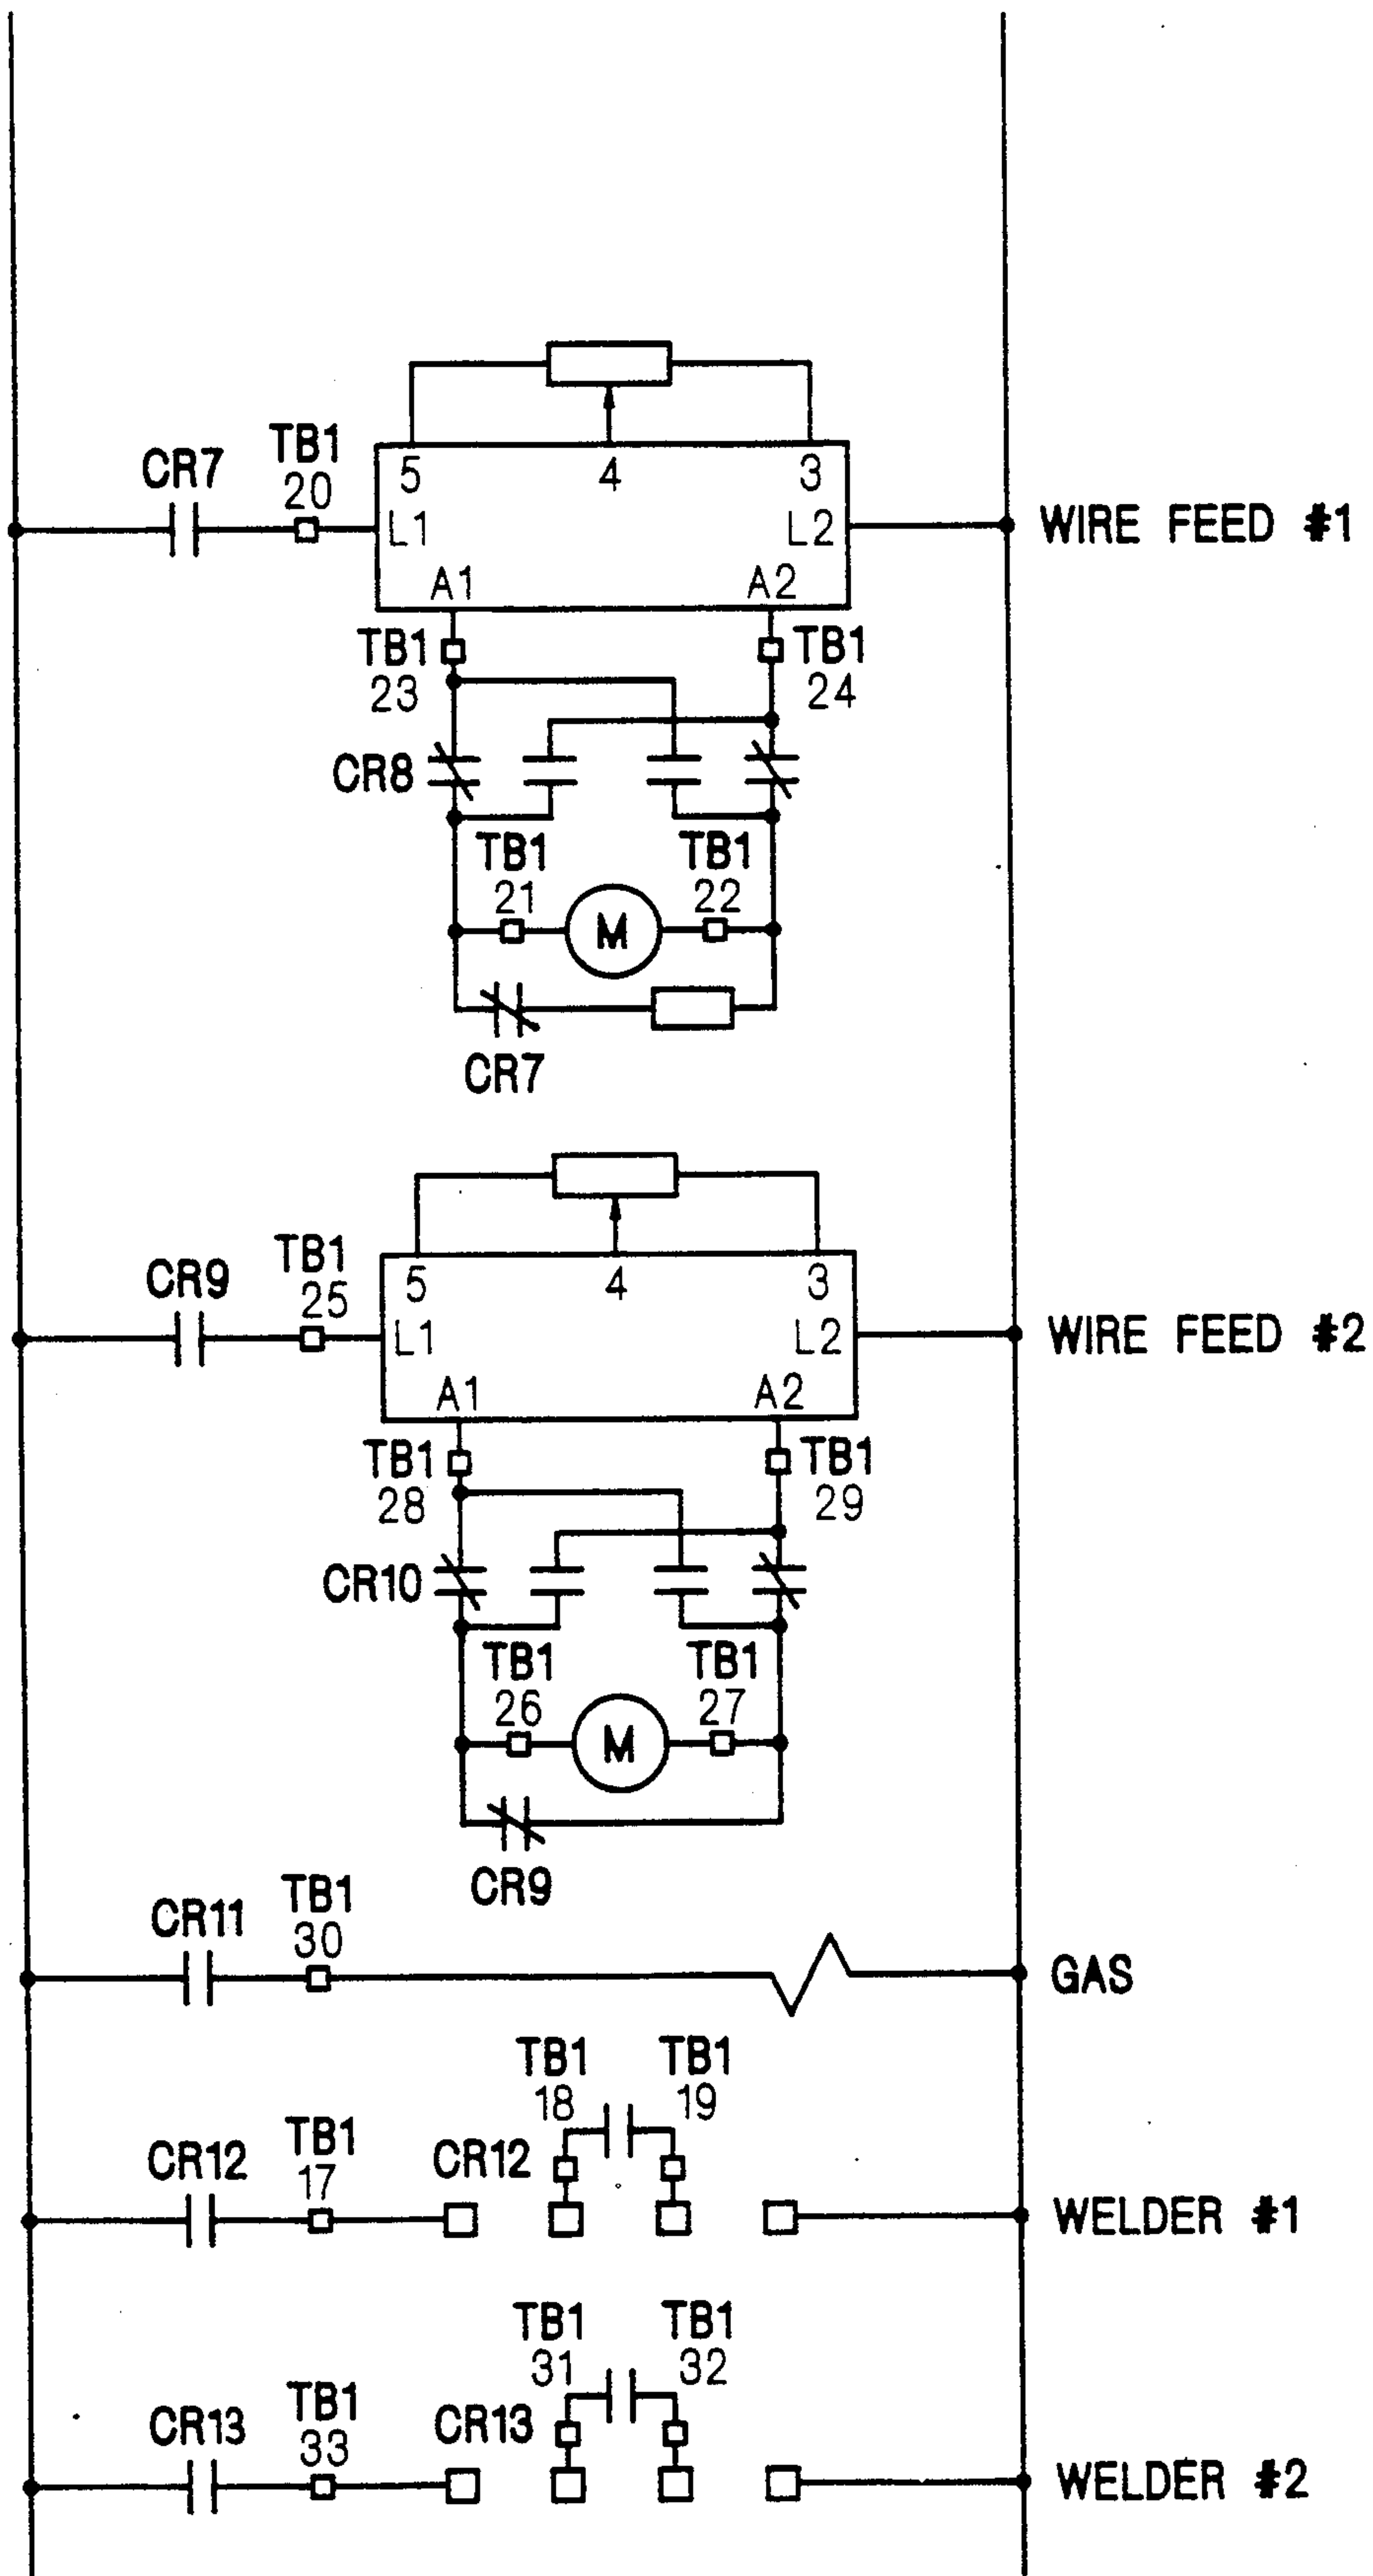 TB1
CR7
20
5
4
3
L1
L2
WIRE FEED #1
A1
A2
TB1
TB1
23
24
CR8
TB1
TB1
21
22
M
CR7
TB1
CR9
25
5
4
3
L1
L2
WIRE FEED #2
A1
A2
TB1
TB1
28
29
CR10
TB1
TB1
26
27
M
CR9
TB1
CR11
30
GAS
TB1
TB1
18
19
TB1
CR12
CR12
17
WELDER #1
TB1
TB1
31
32
TB1
CR13
CR13
33
WELDER #2